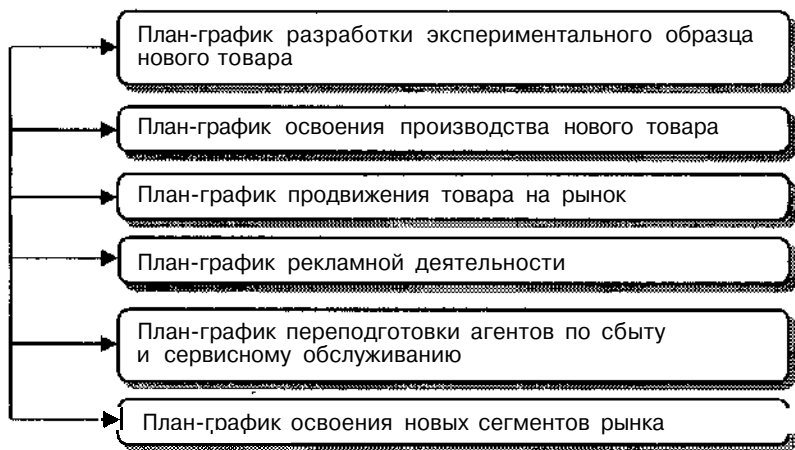 План-график разработки экспериментального образца
нового товара
План-график освоения производства нового товара
План-график продвижения товара на рынок
План-график рекламной деятельности
План-график переподготовки агентов по сбыту
и сервисному обслуживанию
План-график освоения новых сегментов рынка